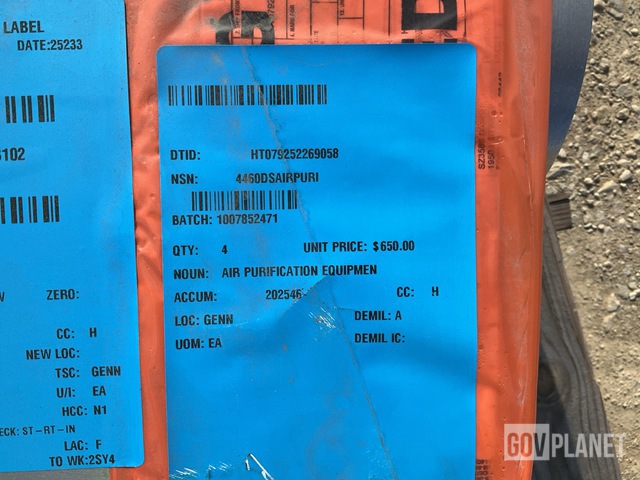 LABEL
DATE:25233
102
ZERO:
CC: H
NEW LOC:
TSC: GENN
U/I: EA
HCC: N1
ECK: ST-RT-IN
LAC: F
TO WK:2SY4
DTID: HT079252269058
NSN: 4460DSAIRPURI
BATCH: 1007852471
QTY: 4 UNIT PRICE: $650.00
NOUN: AIR PURIFICATION EQUIPMEN
ACCUM: 202546- CC: H
LOC: GENN DEMIL: A
UOM: EA DEMIL IC:
GOVPLANET